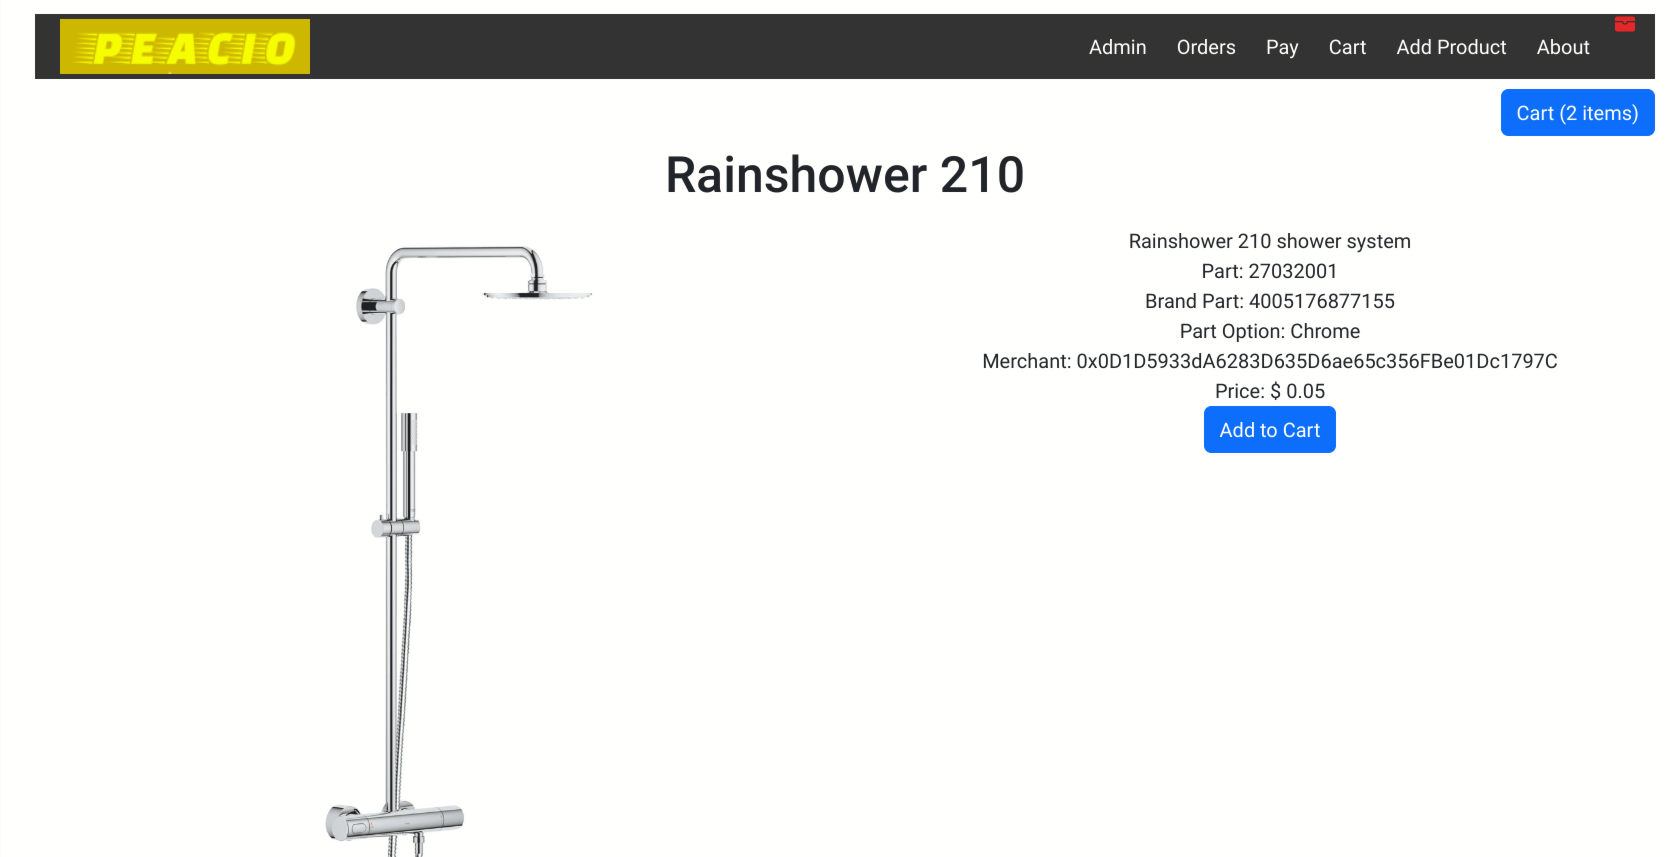 PEACIO
Admin Orders Pay Cart Add Product About
Cart (2 items)
Rainshower 210
Rainshower 210 shower system
Part: 27032001
Brand Part: 4005176877155
Part Option: Chrome
Merchant: 0x0D1D5933dA6283D635D6ae65c356FBe01Dc1797C
Price: $ 0.05
Add to Cart